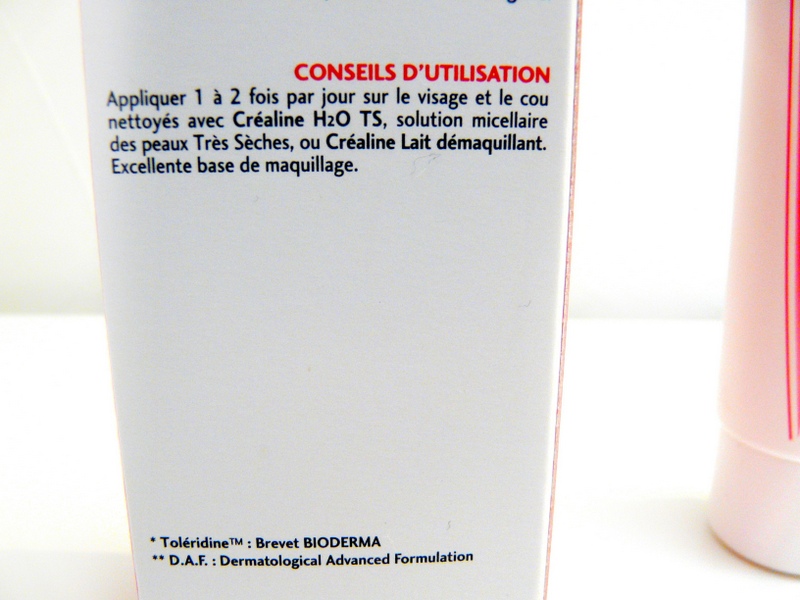 CONSEILS D'UTILISATION
Appliquer 1 à 2 fois par jour sur le visage et le cou
nettoyés avec Créaline H2O TS, solution micellaire
des peaux Très Sèches, ou Créaline Lait démaquillant.
Excellente base de maquillage.
* Toléridine™ : Brevet BIODERMA
** D.A.F. : Dermatological Advanced Formulation